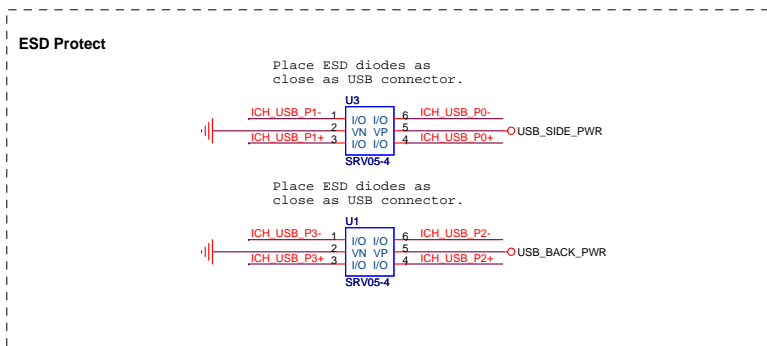 ESD Protect
Place ESD diodes as
close as USB connector.
U3
ICH_USB_P1- 1 I/O I/O 6 ICH_USB_P0-
2 VN VP 5 USB_SIDE_PWR
ICH_USB_P1+ 3 I/O I/O 4 ICH_USB_P0+
SRV05-4
Place ESD diodes as
close as USB connector.
U1
ICH_USB_P3- 1 I/O I/O 6 ICH_USB_P2-
2 VN VP 5 USB_BACK_PWR
ICH_USB_P3+ 3 I/O I/O 4 ICH_USB_P2+
SRV05-4